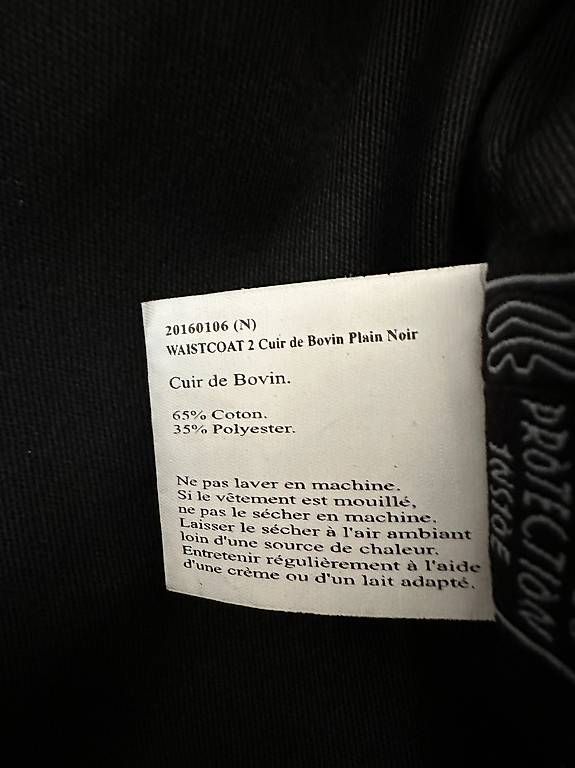 20160106 (N)
WAISTCOAT 2 Cuir de Bovin Plain Noir
Cuir de Bovin.
65% Coton.
35% Polyester.
Ne pas laver en machine.
Si le vêtement est mouillé,
ne pas le sécher en machine.
Laisser le sécher à l'air ambiant
loin d'une source de chaleur.
Entretenir régulièrement à l'aide
d'une crème ou d'un lait adapté.
PROTECTION
INSIDE